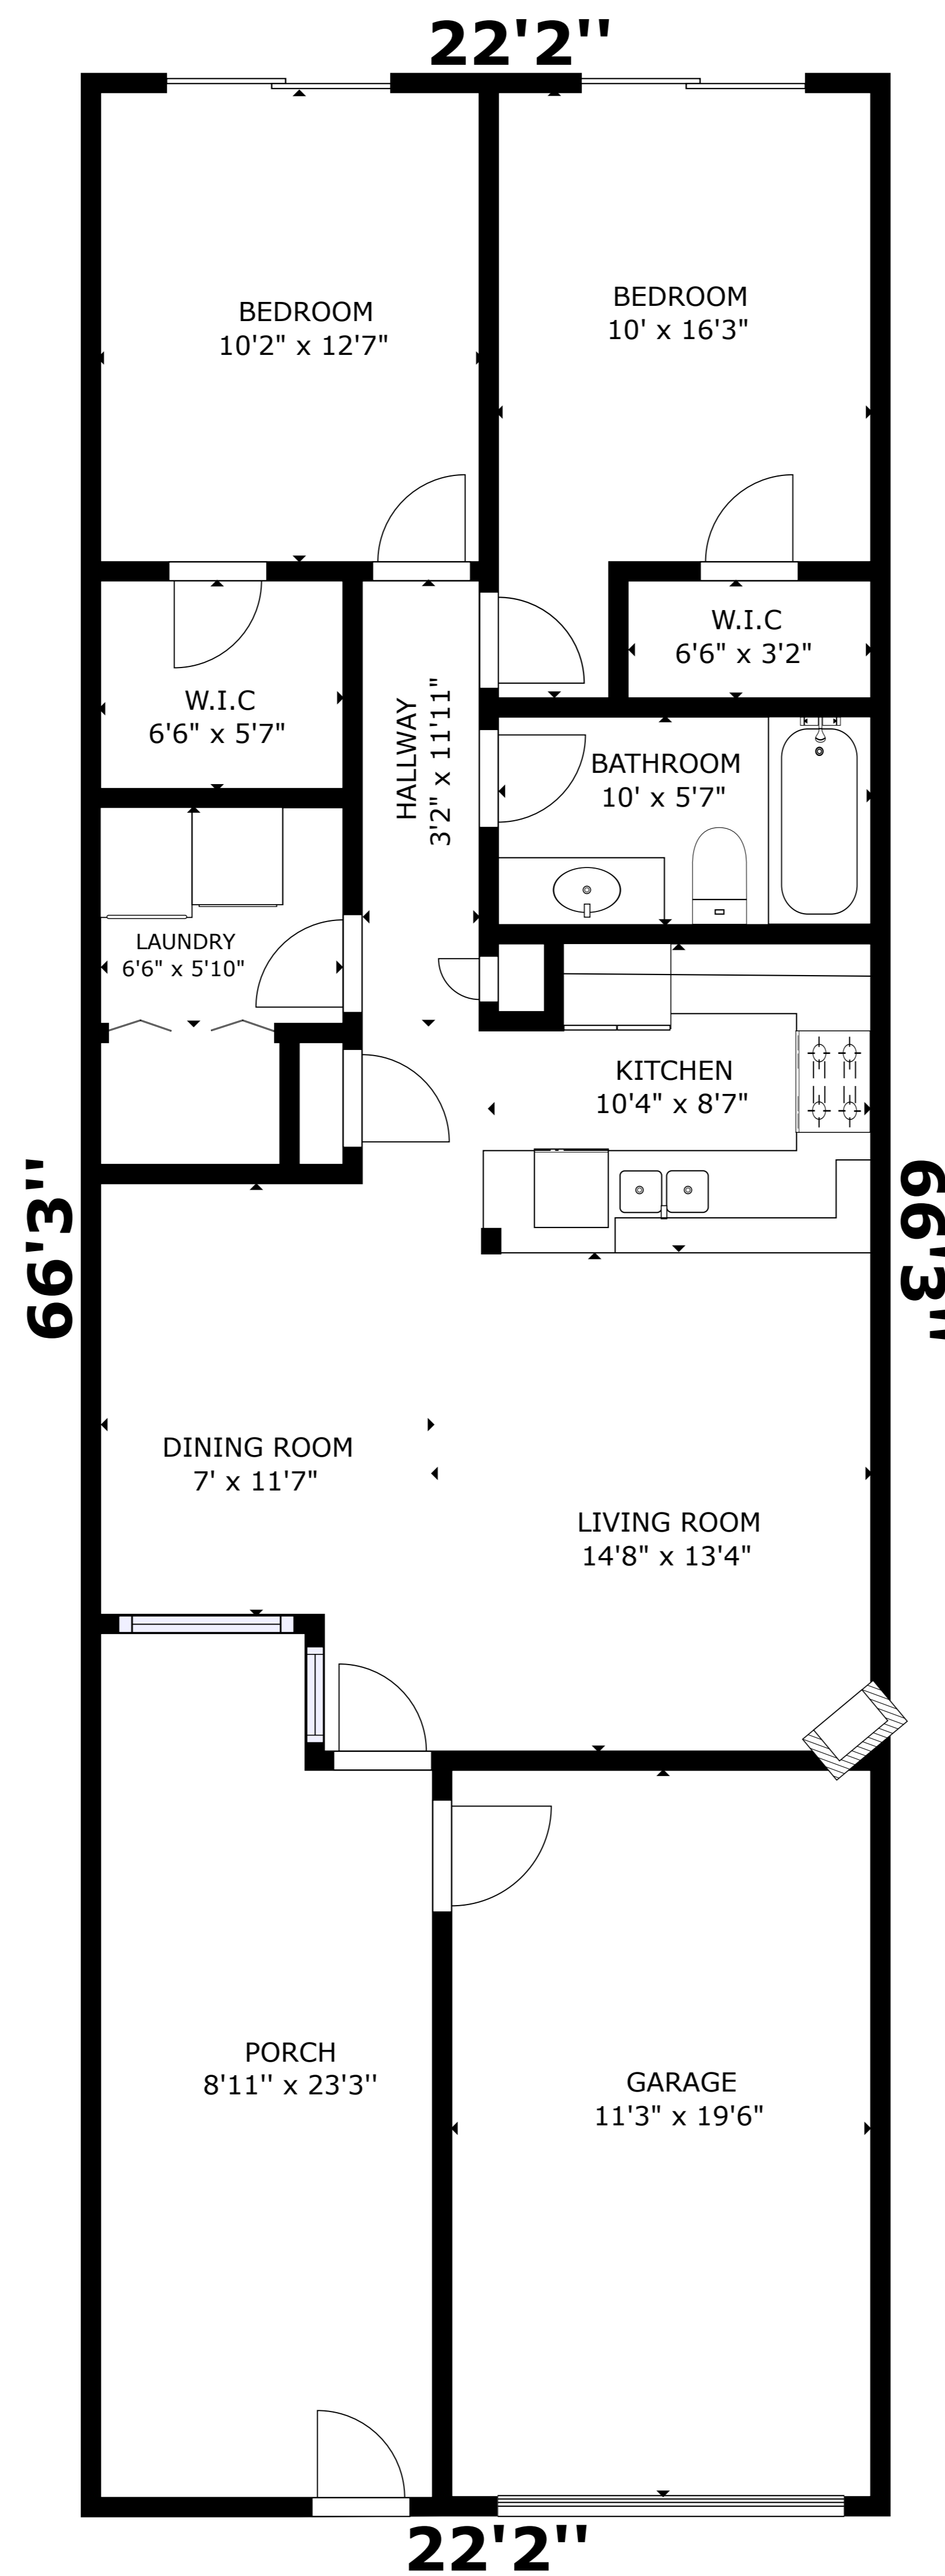 22'2''
BEDROOM
10'2" x 12'7"
BEDROOM
10' x 16'3"
W.I.C
6'6" x 3'2"
W.I.C
6'6" x 5'7"
HALLWAY
3'2" x 11'11"
BATHROOM
10' x 5'7"
LAUNDRY
6'6" x 5'10"
KITCHEN
10'4" x 8'7"
66'3''
66'3''
DINING ROOM
7' x 11'7"
LIVING ROOM
14'8" x 13'4"
PORCH
8'11'' x 23'3''
GARAGE
11'3" x 19'6"
22'2''